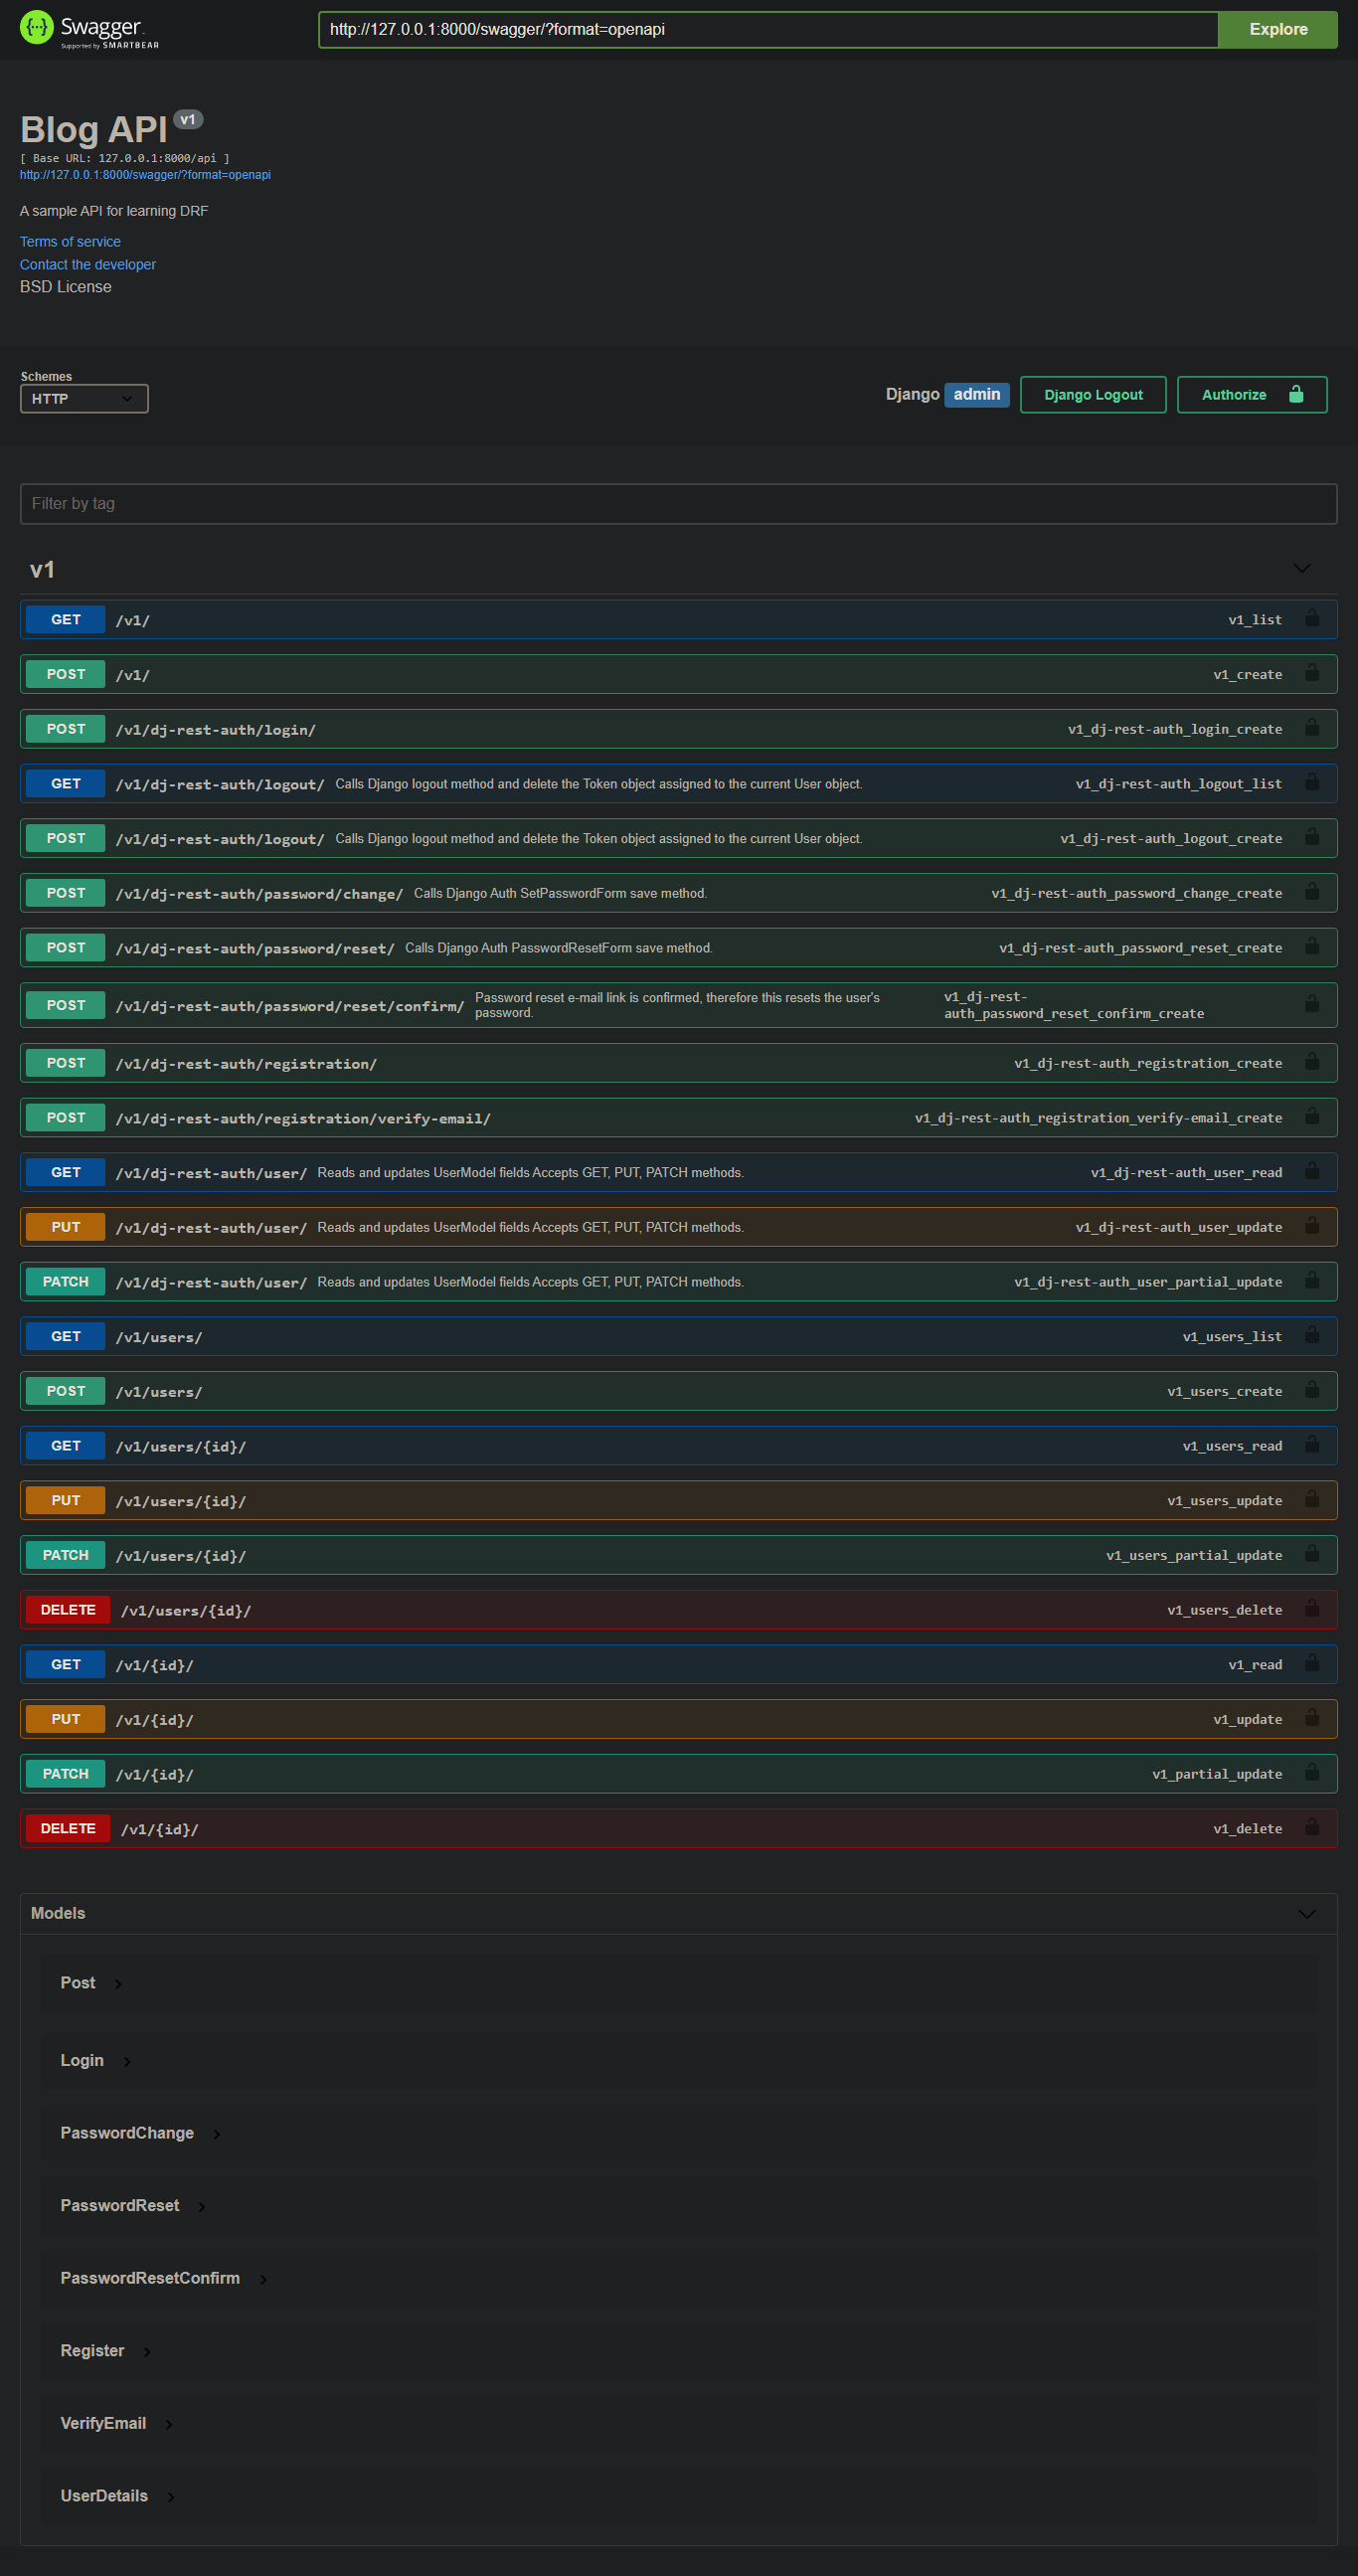 Swagger
Supported by SMARTBEAR
http://127.0.0.1:8000/swagger/?format=openapi
Explore
Blog API v1
[ Base URL: 127.0.0.1:8000/api ]
http://127.0.0.1:8000/swagger/?format=openapi
A sample API for learning DRF
Terms of service
Contact the developer
BSD License
Schemes
HTTP
Django admin
Django Logout
Authorize
Filter by tag
v1
GET /v1/ v1_list
POST /v1/ v1_create
POST /v1/dj-rest-auth/login/ v1_dj-rest-auth_login_create
GET /v1/dj-rest-auth/logout/ Calls Django logout method and delete the Token object assigned to the current User object. v1_dj-rest-auth_logout_list
POST /v1/dj-rest-auth/logout/ Calls Django logout method and delete the Token object assigned to the current User object. v1_dj-rest-auth_logout_create
POST /v1/dj-rest-auth/password/change/ Calls Django Auth SetPasswordForm save method. v1_dj-rest-auth_password_change_create
POST /v1/dj-rest-auth/password/reset/ Calls Django Auth PasswordResetForm save method. v1_dj-rest-auth_password_reset_create
POST /v1/dj-rest-auth/password/reset/confirm/ Password reset e-mail link is confirmed, therefore this resets the user's
password.
v1_dj-rest-
auth_password_reset_confirm_create
POST /v1/dj-rest-auth/registration/ v1_dj-rest-auth_registration_create
POST /v1/dj-rest-auth/registration/verify-email/ v1_dj-rest-auth_registration_verify-email_create
GET /v1/dj-rest-auth/user/ Reads and updates UserModel fields Accepts GET, PUT, PATCH methods. v1_dj-rest-auth_user_read
PUT /v1/dj-rest-auth/user/ Reads and updates UserModel fields Accepts GET, PUT, PATCH methods. v1_dj-rest-auth_user_update
PATCH /v1/dj-rest-auth/user/ Reads and updates UserModel fields Accepts GET, PUT, PATCH methods. v1_dj-rest-auth_user_partial_update
GET /v1/users/ v1_users_list
POST /v1/users/ v1_users_create
GET /v1/users/{id}/ v1_users_read
PUT /v1/users/{id}/ v1_users_update
PATCH /v1/users/{id}/ v1_users_partial_update
DELETE /v1/users/{id}/ v1_users_delete
GET /v1/{id}/ v1_read
PUT /v1/{id}/ v1_update
PATCH /v1/{id}/ v1_partial_update
DELETE /v1/{id}/ v1_delete
Models
Post
Login
PasswordChange
PasswordReset
PasswordResetConfirm
Register
VerifyEmail
UserDetails